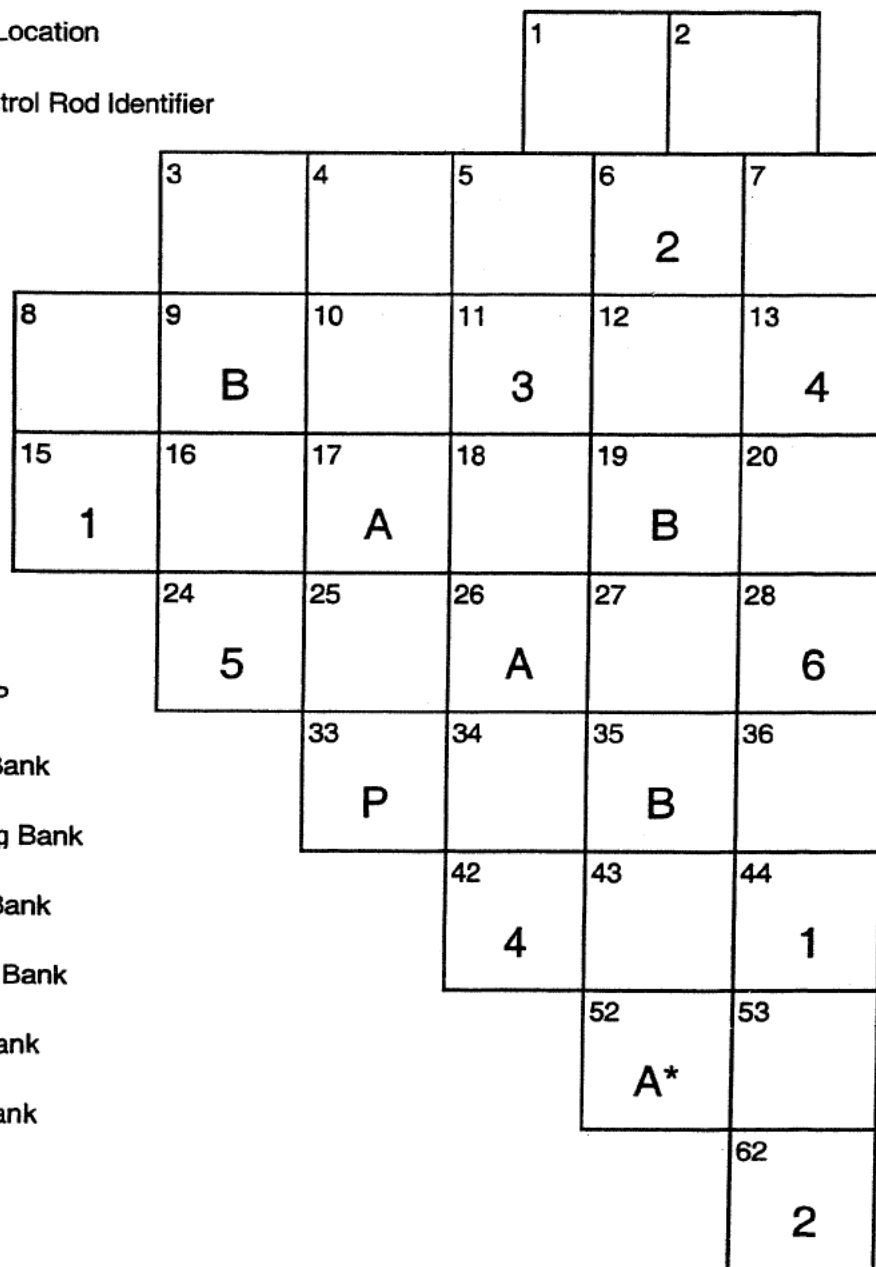 Location
1 2
trol Rod Identifier
3 4 5 6 7
2
8 9 10 11 12 13
B 3 4
15 16 17 18 19 20
1 A B
24 25 26 27 28
5 A 6
P
33 34 35 36
Bank
P B
g Bank
42 43 44
Bank
4 1
Bank
52 53
ank
A*
ank
62
2